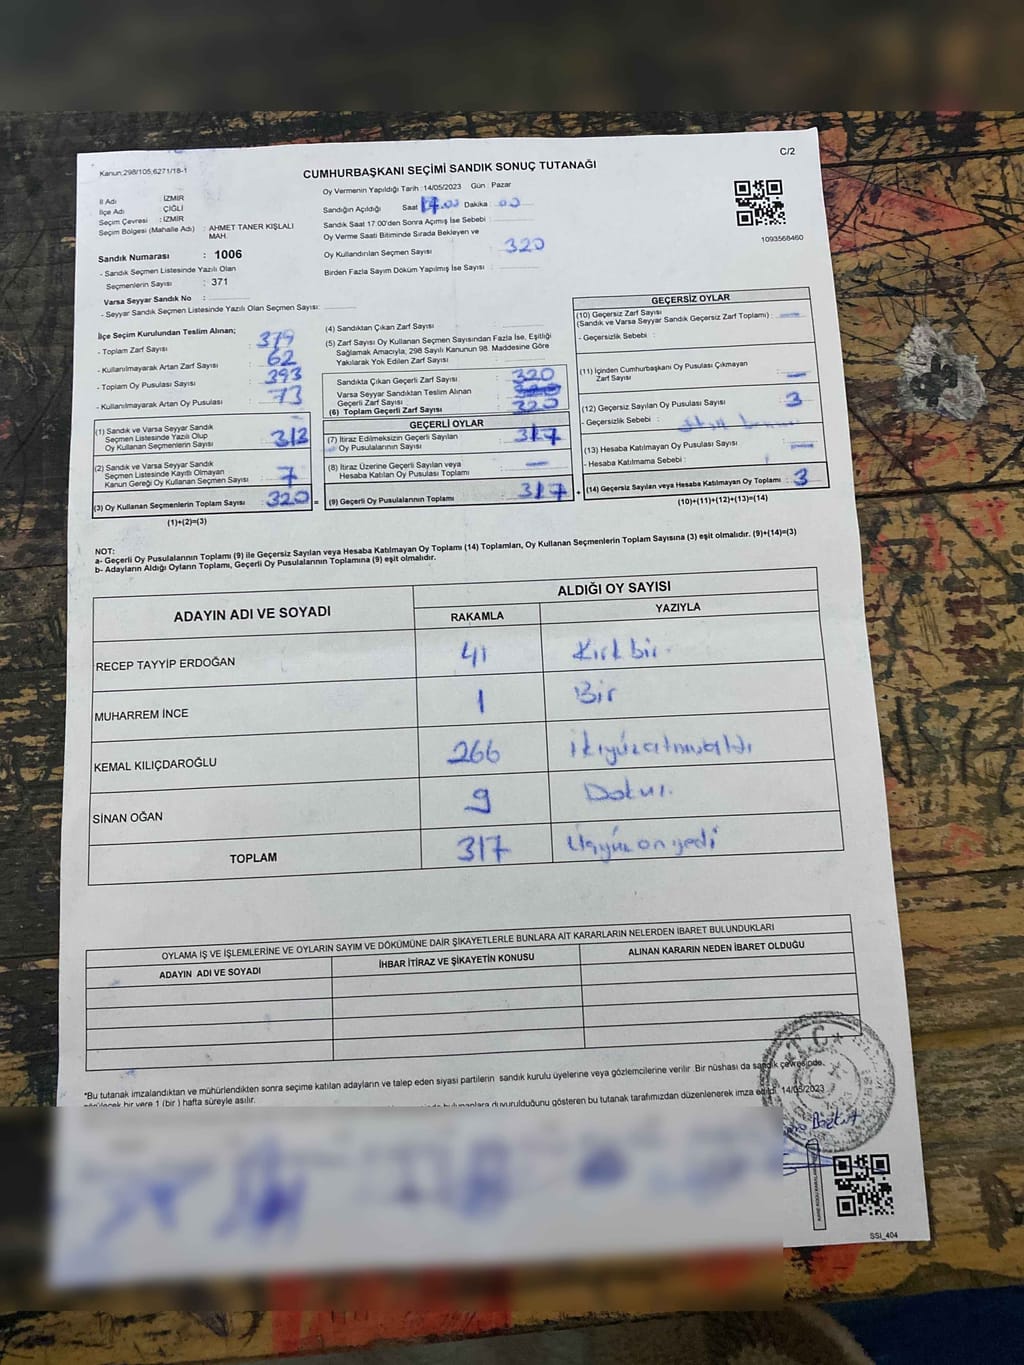 Kanun:298/105;6271/18-1
C/2
CUMHURBAŞKANI SEÇİMİ SANDIK SONUÇ TUTANAĞI
İl Adı : İZMİR
İlçe Adı : ÇİĞLİ
Seçim Çevresi : İZMİR
Seçim Bölgesi (Mahalle Adı) : AHMET TANER KIŞLALI MAH.
Sandık Numarası : 1006
- Sandık Seçmen Listesinde Yazılı Olan
Seçmenlerin Sayısı : 371
Varsa Seyyar Sandık No :
- Seyyar Sandık Seçmen Listesinde Yazılı Olan Seçmen Sayısı:
Oy Vermenin Yapıldığı Tarih :14/05/2023 Gün : Pazar
Sandığın Açıldığı Saat 17.00 Dakika : 00
Sandık Saat 17.00'den Sonra Açımış İse Sebebi :
Oy Verme Saati Bitiminde Sırada Bekleyen ve
Oy Kullandırılan Seçmen Sayısı : 320
Birden Fazla Sayım Döküm Yapılmış İse Sayısı :
1093568460
İlçe Seçim Kurulundan Teslim Alınan;
- Toplam Zarf Sayısı : 379
- Kullanılmayarak Artan Zarf Sayısı : 62
- Toplam Oy Pusulası Sayısı : 393
- Kullanılmayarak Artan Oy Pusulası : 73
(1) Sandık ve Varsa Seyyar Sandık
Seçmen Listesinde Yazılı Olup
Oy Kullanan Seçmenlerin Sayısı : 313
(2) Sandık ve Varsa Seyyar Sandık
Seçmen Listesinde Kayıtlı Olmayan
Kanun Gereği Oy Kullanan Seçmen Sayısı : 7
(3) Oy Kullanan Seçmenlerin Toplam Sayısı : 320 =
(1)+(2)=(3)
(4) Sandıktan Çıkan Zarf Sayısı :
(5) Zarf Sayısı Oy Kullanan Seçmen Sayısından Fazla İse, Eşitliği
Sağlamak Amacıyla; 298 Sayılı Kanunun 98. Maddesine Göre
Yakılarak Yok Edilen Zarf Sayısı :
Sandıkta Çıkan Geçerli Zarf Sayısı : 320
Varsa Seyyar Sandıktan Teslim Alınan
Geçerli Zarf Sayısı :
(6) Toplam Geçerli Zarf Sayısı : 320
GEÇERLİ OYLAR
(7) İtiraz Edilmeksizin Geçerli Sayılan
Oy Pusulalarının Sayısı : 317
(8) İtiraz Üzerine Geçerli Sayılan veya
Hesaba Katılan Oy Pusulası Toplamı : —
(9) Geçerli Oy Pusulalarının Toplamı : 317 +
GEÇERSİZ OYLAR
(10) Geçersiz Zarf Sayısı
(Sandık ve Varsa Seyyar Sandık Geçersiz Zarf Toplamı) : —
- Geçersizlik Sebebi :
(11) İçinden Cumhurbaşkanı Oy Pusulası Çıkmayan
Zarf Sayısı : —
(12) Geçersiz Sayılan Oy Pusulası Sayısı : 3
- Geçersizlik Sebebi :
(13) Hesaba Katılmayan Oy Pusulası Sayısı : —
- Hesaba Katılmama Sebebi :
(14) Geçersiz Sayılan veya Hesaba Katılmayan Oy Toplamı : 3
(10)+(11)+(12)+(13)=(14)
NOT:
a- Geçerli Oy Pusulalarının Toplamı (9) ile Geçersiz Sayılan veya Hesaba Katılmayan Oy Toplamı (14) Toplamları, Oy Kullanan Seçmenlerin Toplam Sayısına (3) eşit olmalıdır. (9)+(14)=(3)
b- Adayların Aldığı Oyların Toplamı, Geçerli Oy Pusulalarının Toplamına (9) eşit olmalıdır.
ADAYIN ADI VE SOYADI ALDIĞI OY SAYISI
RAKAMLA YAZIYLA
RECEP TAYYİP ERDOĞAN 41 Kırkbir.
MUHARREM İNCE 1 Bir
KEMAL KILIÇDAROĞLU 266 ikiyüzatmışaltı
SİNAN OĞAN 9 Dokuz.
TOPLAM 317 Üçyüzonyedi
OYLAMA İŞ VE İŞLEMLERİNE VE OYLARIN SAYIM VE DÖKÜMÜNE DAİR ŞİKAYETLERLE BUNLARA AİT KARARLARIN NELERDEN İBARET BULUNDUKLARI
ADAYIN ADI VE SOYADI İHBAR İTİRAZ VE ŞİKAYETİN KONUSU ALINAN KARARIN NEDEN İBARET OLDUĞU
*Bu tutanak imzalandıktan ve mühürlendikten sonra seçime katılan adayların ve talep eden siyasi partilerin sandık kurulu üyelerine veya gözlemcilerine verilir .Bir nüshası da sandık çevresinde
bir yere 1 (bir ) hafta süreyle asılır.
duyurulduğunu gösteren bu tutanak tarafımızdan düzenlenerek imza edildi. 14/05/2023
T.C.
SSİ_404